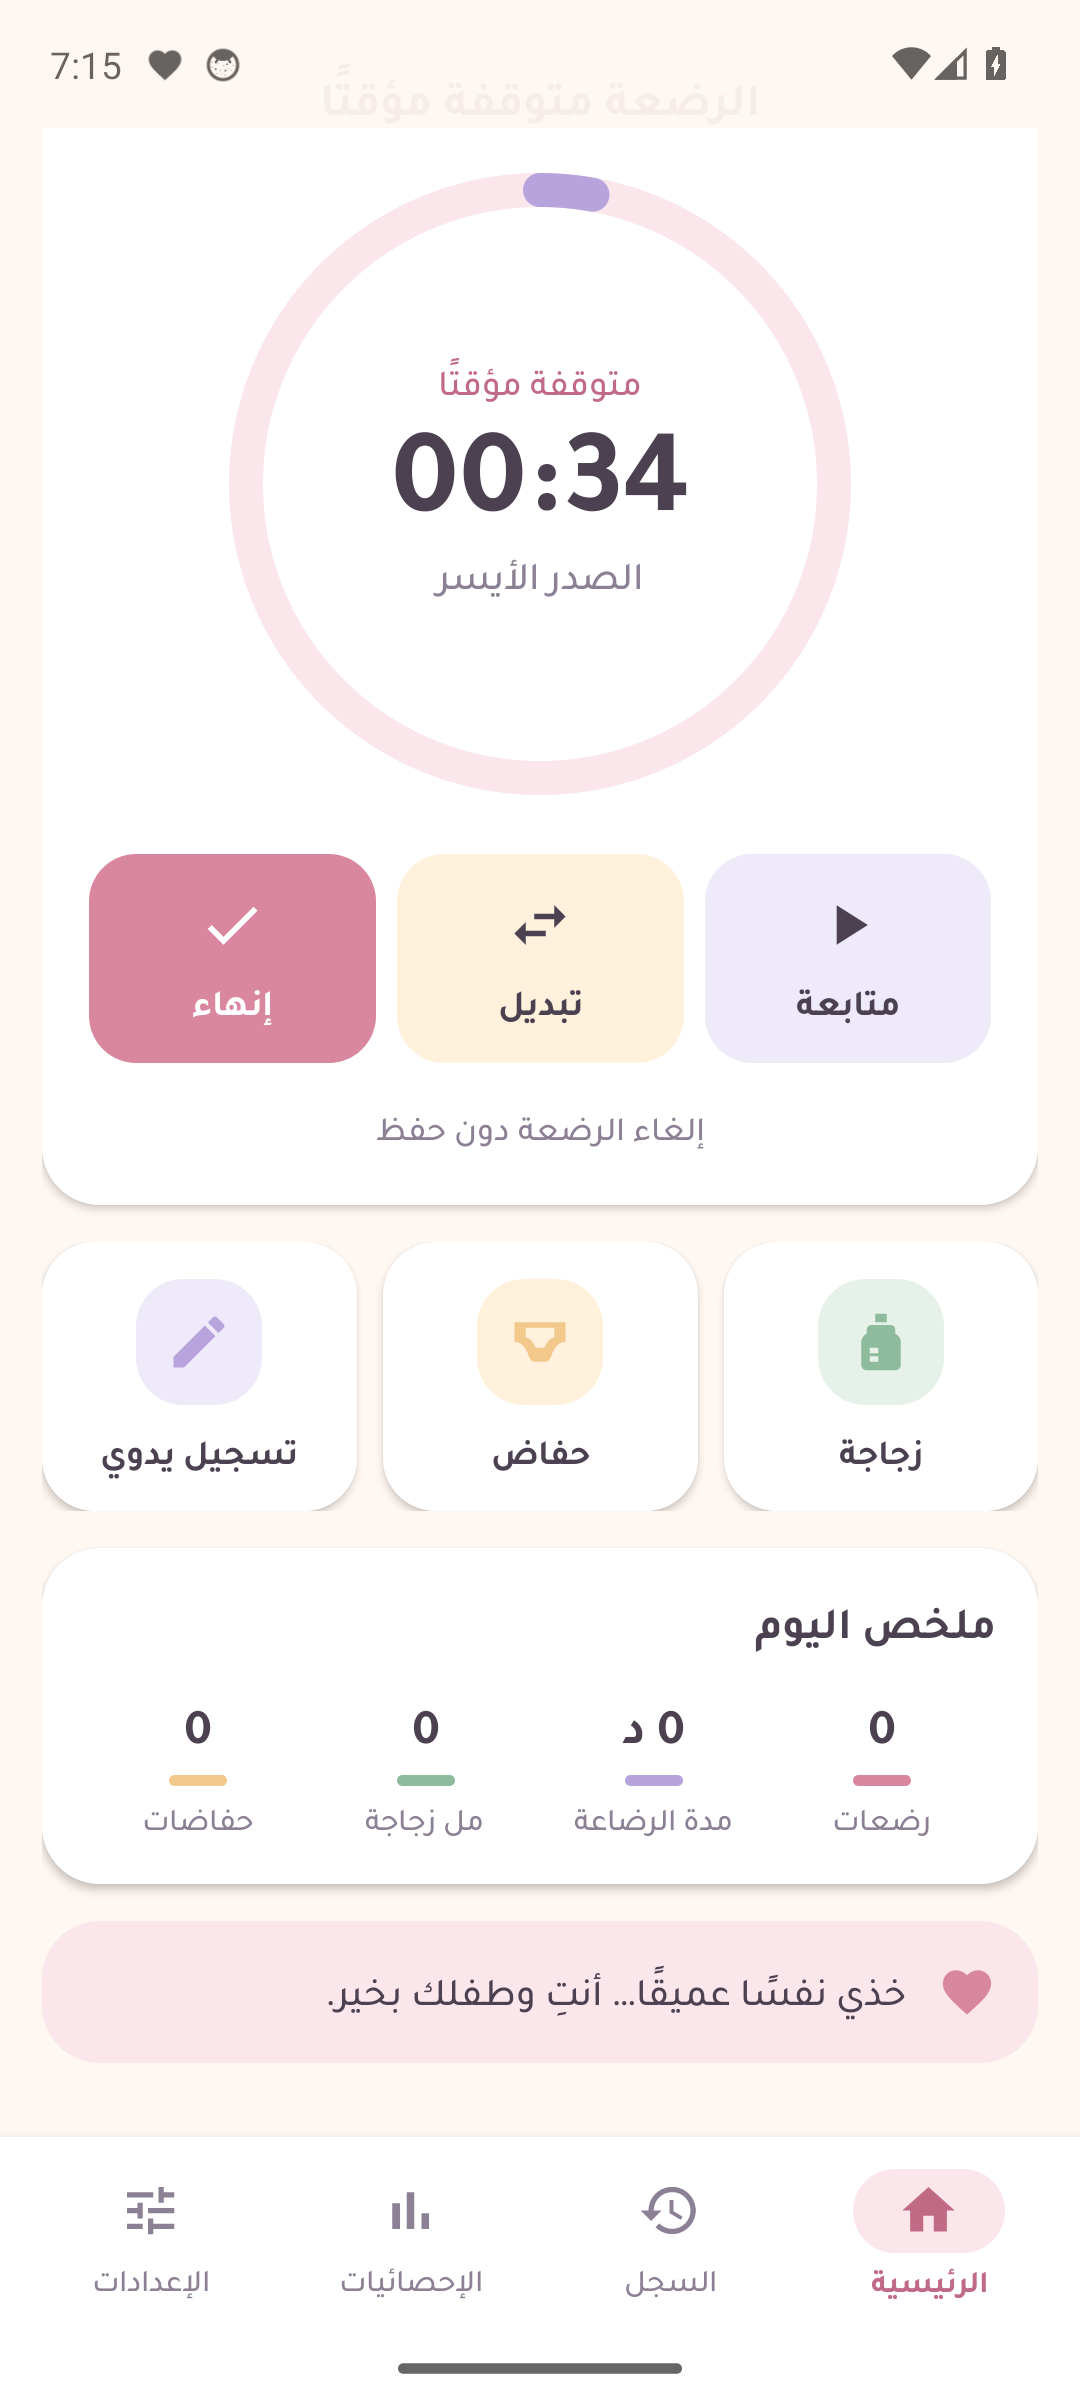 7:15
الرضعة متوقفة مؤقتًا
متوقفة مؤقتًا
00:34
الصدر الأيسر
متابعة
تبديل
إنهاء
إلغاء الرضعة دون حفظ
زجاجة
حفاض
تسجيل يدوي
ملخص اليوم
0
0 د
0
0
رضعات
مدة الرضاعة
مل زجاجة
حفاضات
خذي نفسًا عميقًا... أنتِ وطفلك بخير.
الرئيسية
السجل
الإحصائيات
الإعدادات